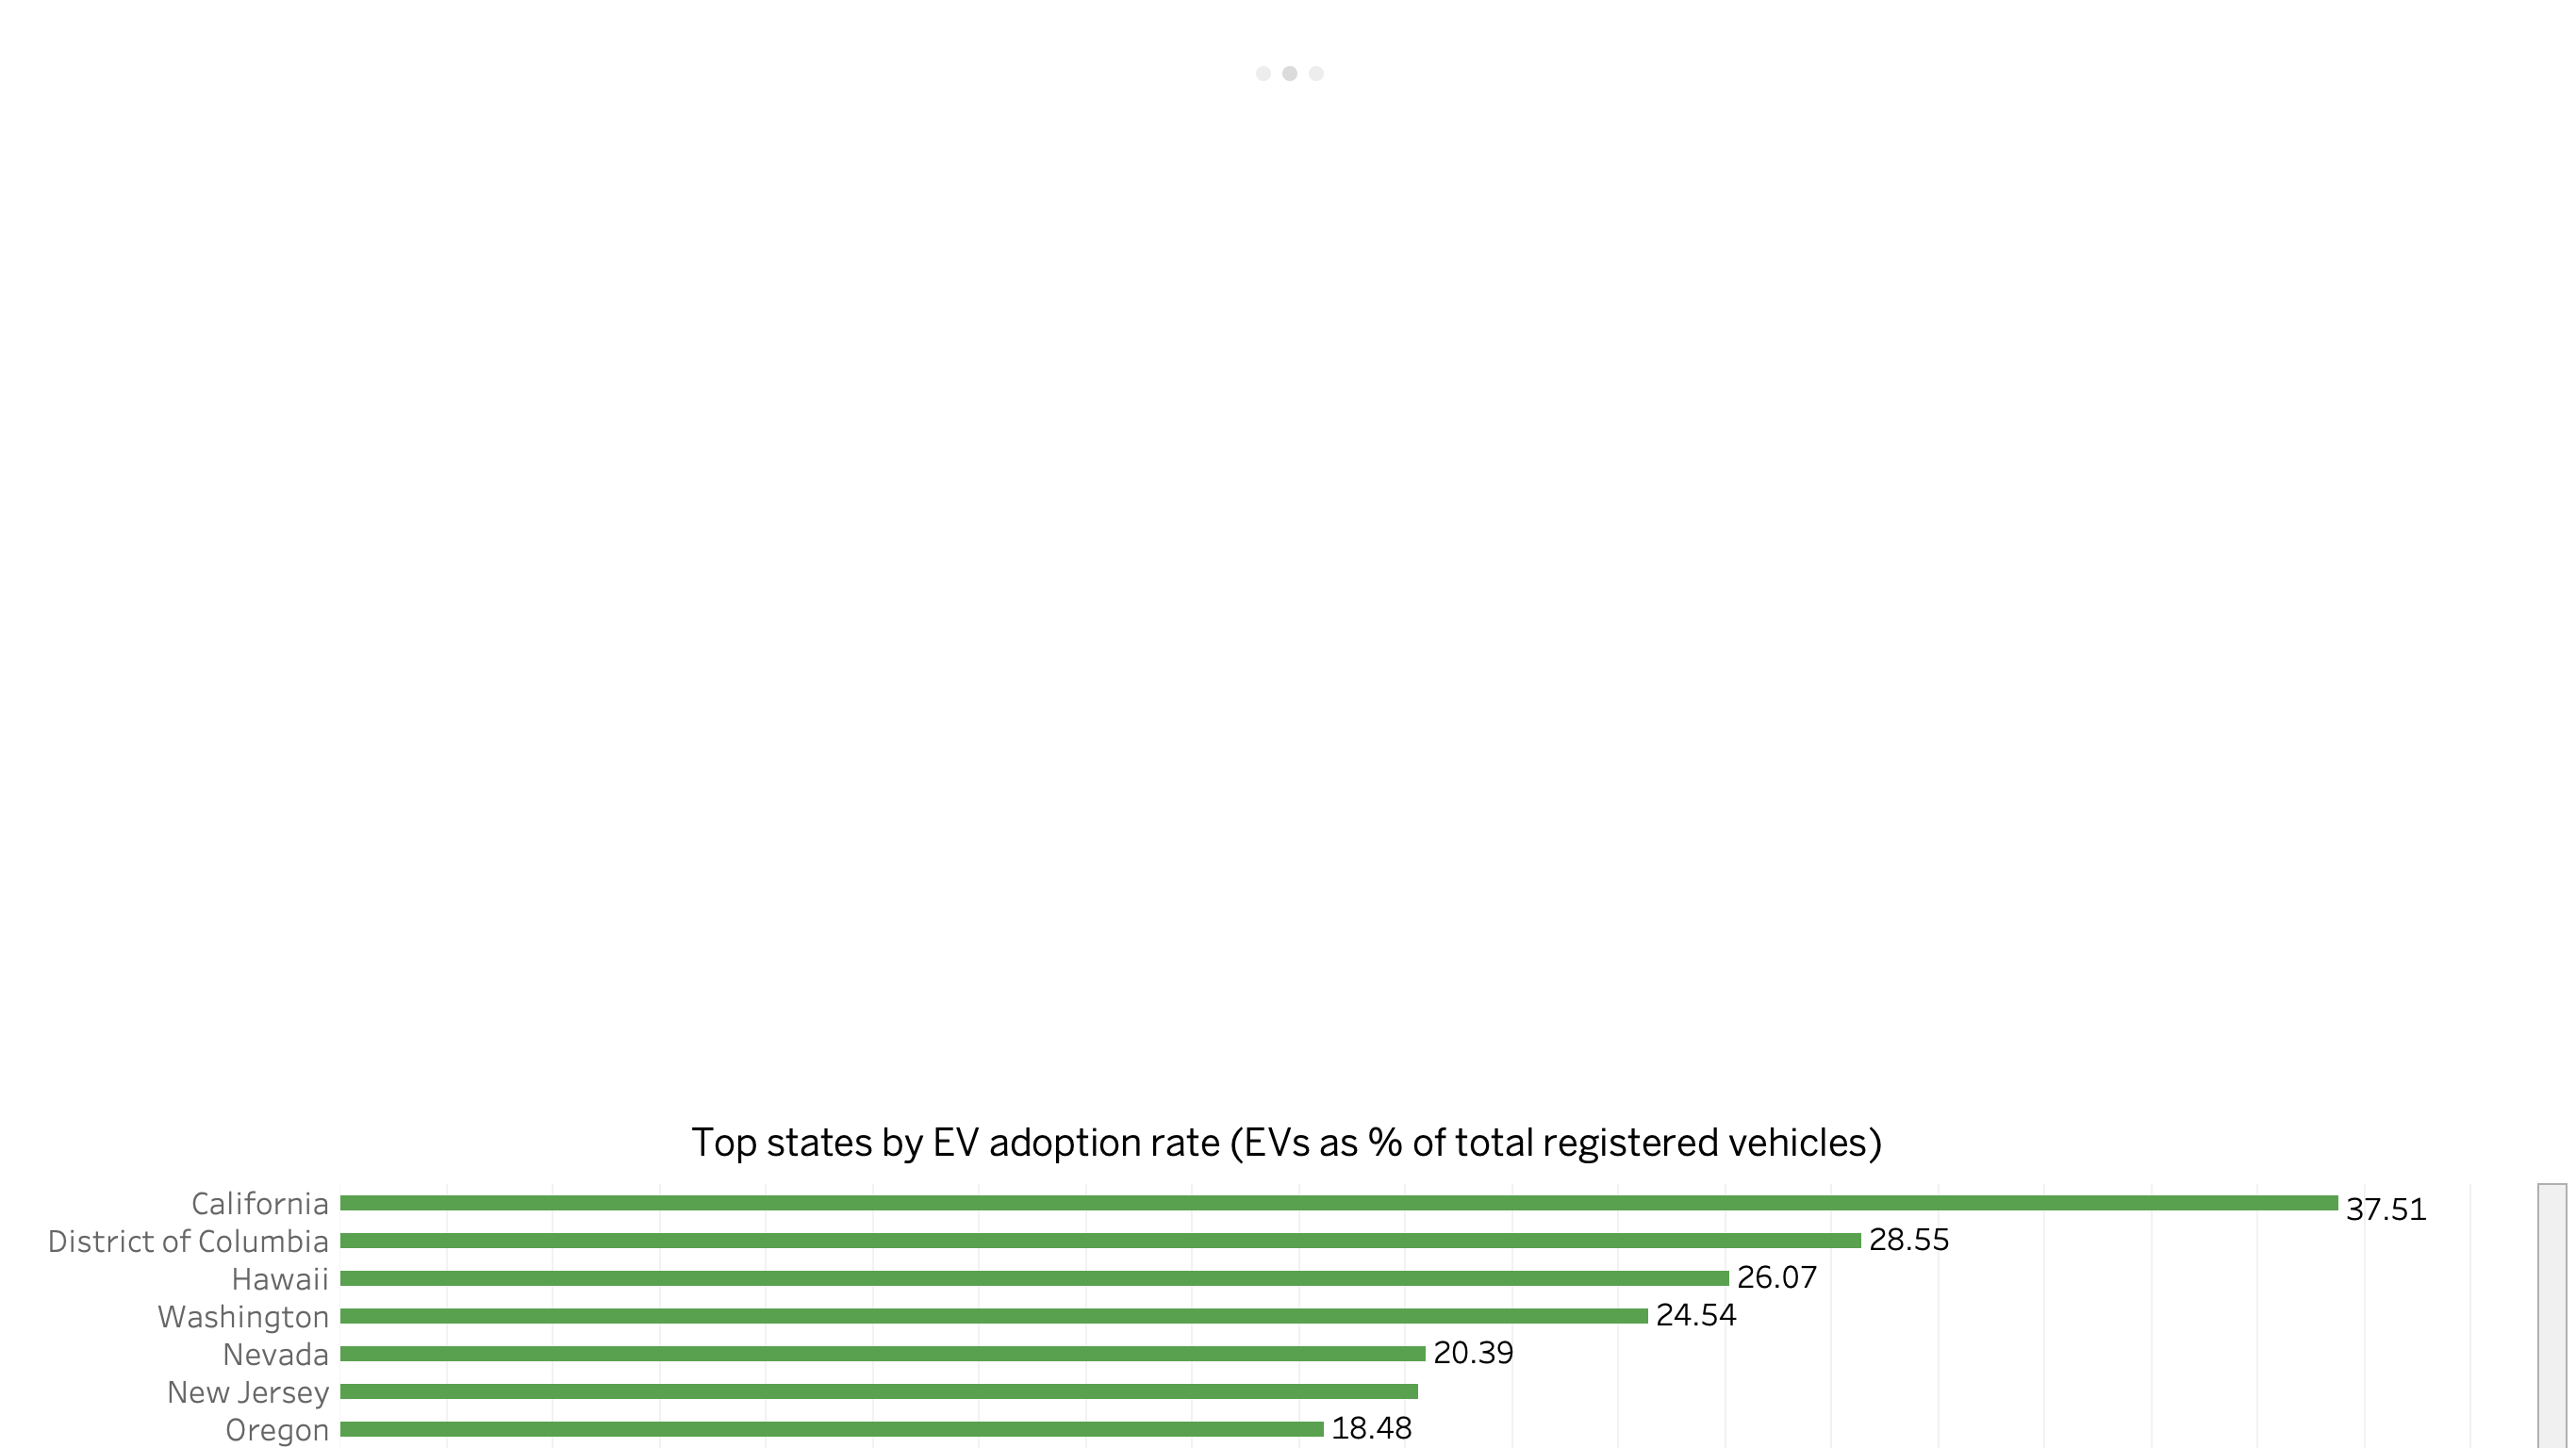 Top states by EV adoption rate (EVs as % of total registered vehicles)
California 37.51
District of Columbia 28.55
Hawaii 26.07
Washington 24.54
Nevada 20.39
New Jersey
Oregon 18.48